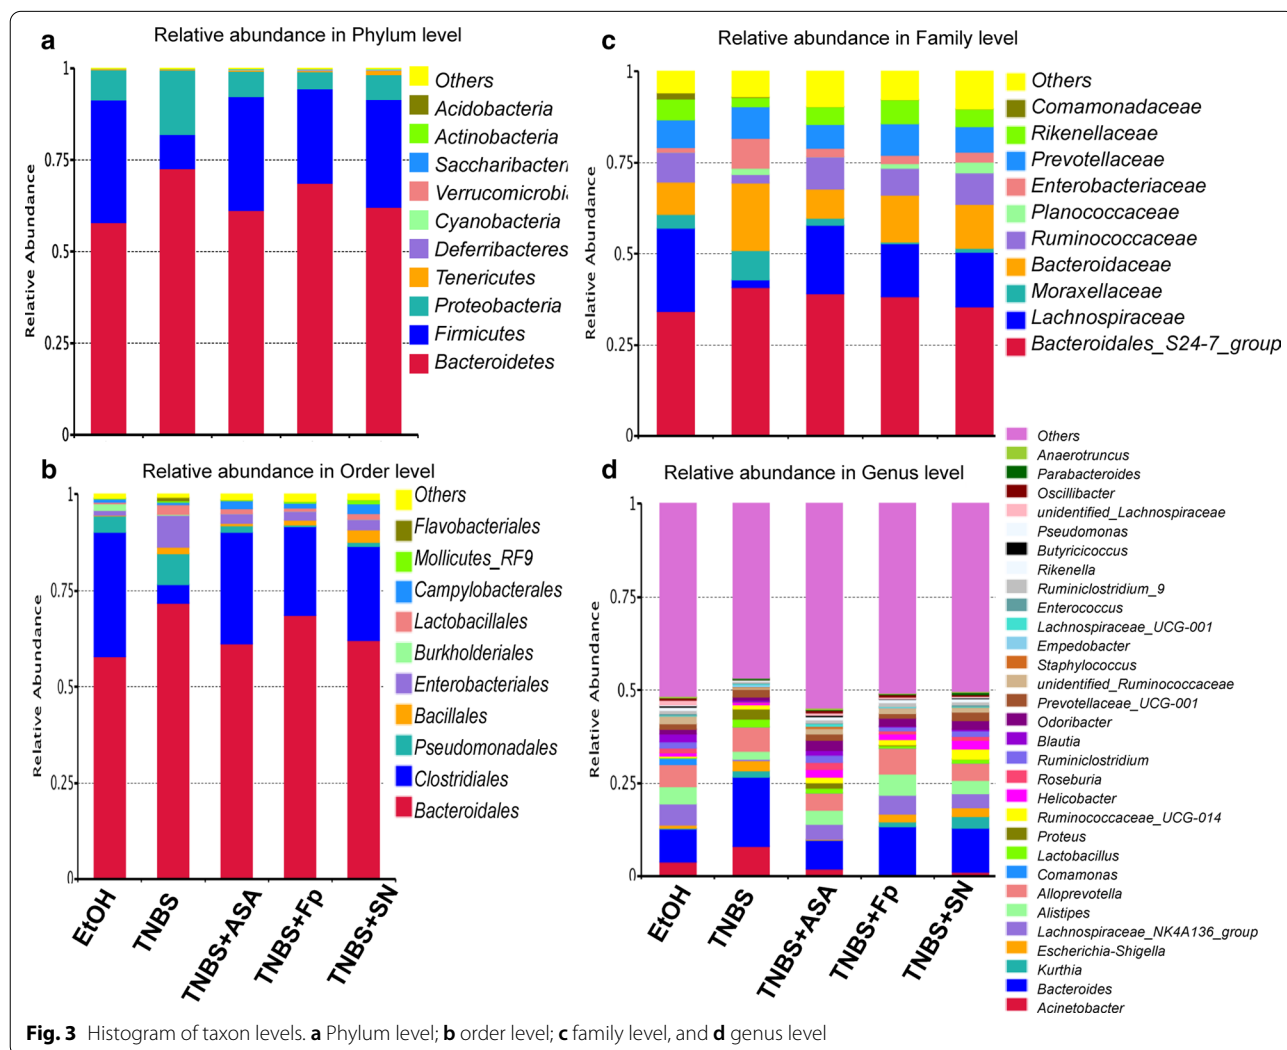 a
Relative abundance in Phylum level
1
0.75
0.5
0.25
0
Relative Abundance
Others
Acidobacteria
Actinobacteria
Saccharibacteri
Verrucomicrobi
Cyanobacteria
Deferribacteres
Tenericutes
Proteobacteria
Firmicutes
Bacteroidetes
c
Relative abundance in Family level
1
0.75
0.5
0.25
0
Relative Abundance
Others
Comamonadaceae
Rikenellaceae
Prevotellaceae
Enterobacteriaceae
Planococcaceae
Ruminococcaceae
Bacteroidaceae
Moraxellaceae
Lachnospiraceae
Bacteroidales_S24-7_group
b
Relative abundance in Order level
1
0.75
0.5
0.25
0
Relative Abundance
Others
Flavobacteriales
Mollicutes_RF9
Campylobacterales
Lactobacillales
Burkholderiales
Enterobacteriales
Bacillales
Pseudomonadales
Clostridiales
Bacteroidales
EtOH
TNBS
TNBS+ASA
TNBS+Fp
TNBS+SN
d
Relative abundance in Genus level
1
0.75
0.5
0.25
0
Relative Abundance
Others
Anaerotruncus
Parabacteroides
Oscillibacter
unidentified_Lachnospiraceae
Pseudomonas
Butyricicoccus
Rikenella
Ruminiclostridium_9
Enterococcus
Lachnospiraceae_UCG-001
Empedobacter
Staphylococcus
unidentified_Ruminococcaceae
Prevotellaceae_UCG-001
Odoribacter
Blautia
Ruminiclostridium
Roseburia
Helicobacter
Ruminococcaceae_UCG-014
Proteus
Lactobacillus
Comamonas
Alloprevotella
Alistipes
Lachnospiraceae_NK4A136_group
Escherichia-Shigella
Kurthia
Bacteroides
Acinetobacter
EtOH
TNBS
TNBS+ASA
TNBS+Fp
TNBS+SN
Fig. 3 Histogram of taxon levels. a Phylum level; b order level; c family level, and d genus level